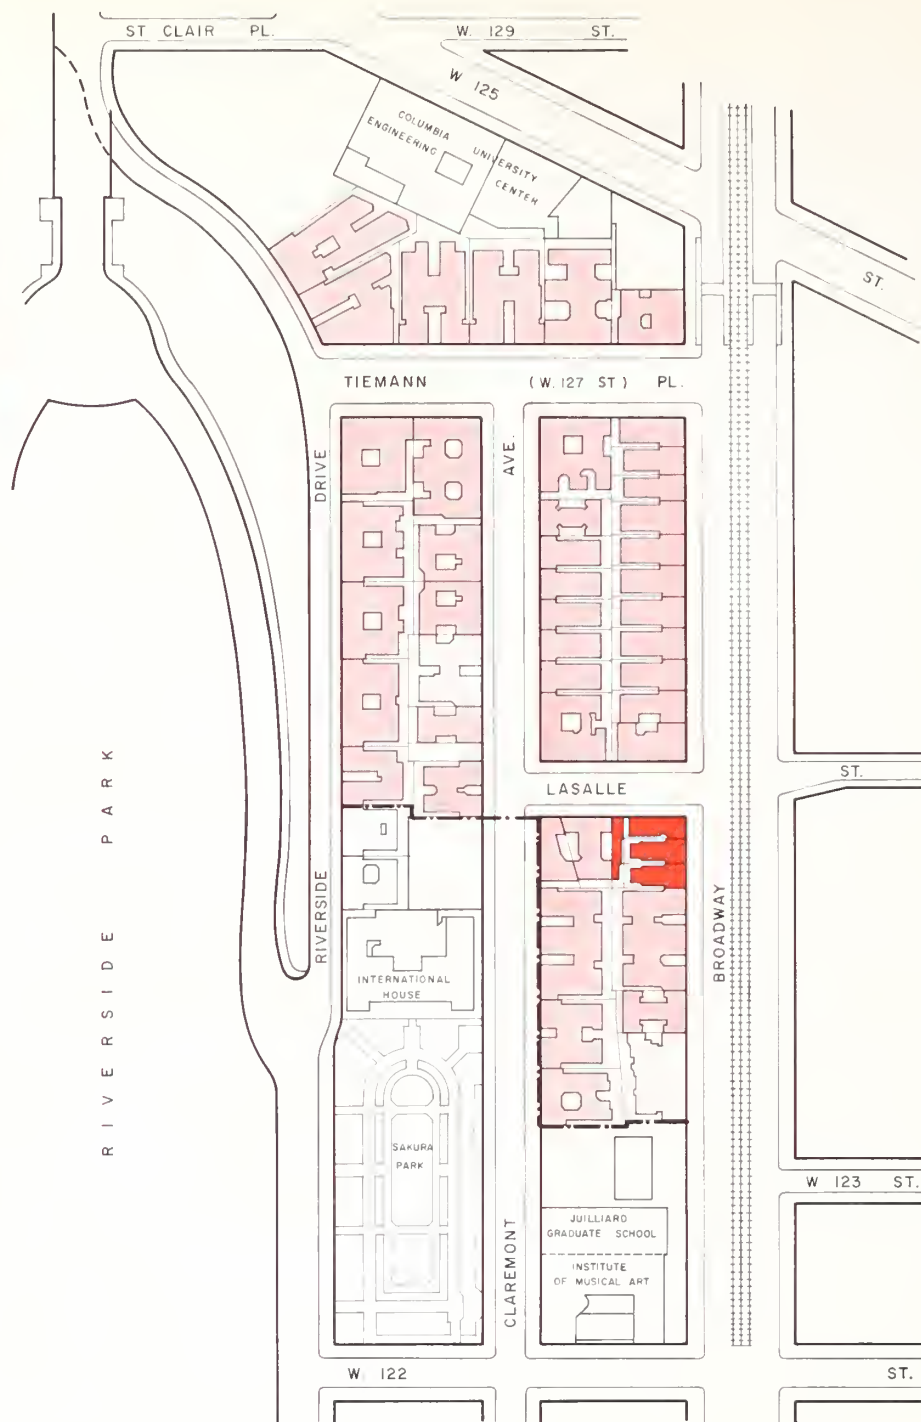 ST CLAIR PL.
W. 129 ST.
W 125
ST.
COLUMBIA
ENGINEERING
UNIVERSITY
CENTER
TIEMANN (W. 127 ST) PL.
DRIVE
AVE.
LASALLE
ST.
RIVERSIDE PARK
RIVERSIDE
BROADWAY
INTERNATIONAL
HOUSE
SAKURA
PARK
W 123 ST.
CLAREMONT
JUILLIARD
GRADUATE SCHOOL
INSTITUTE
OF MUSICAL ART
W. 122 ST.